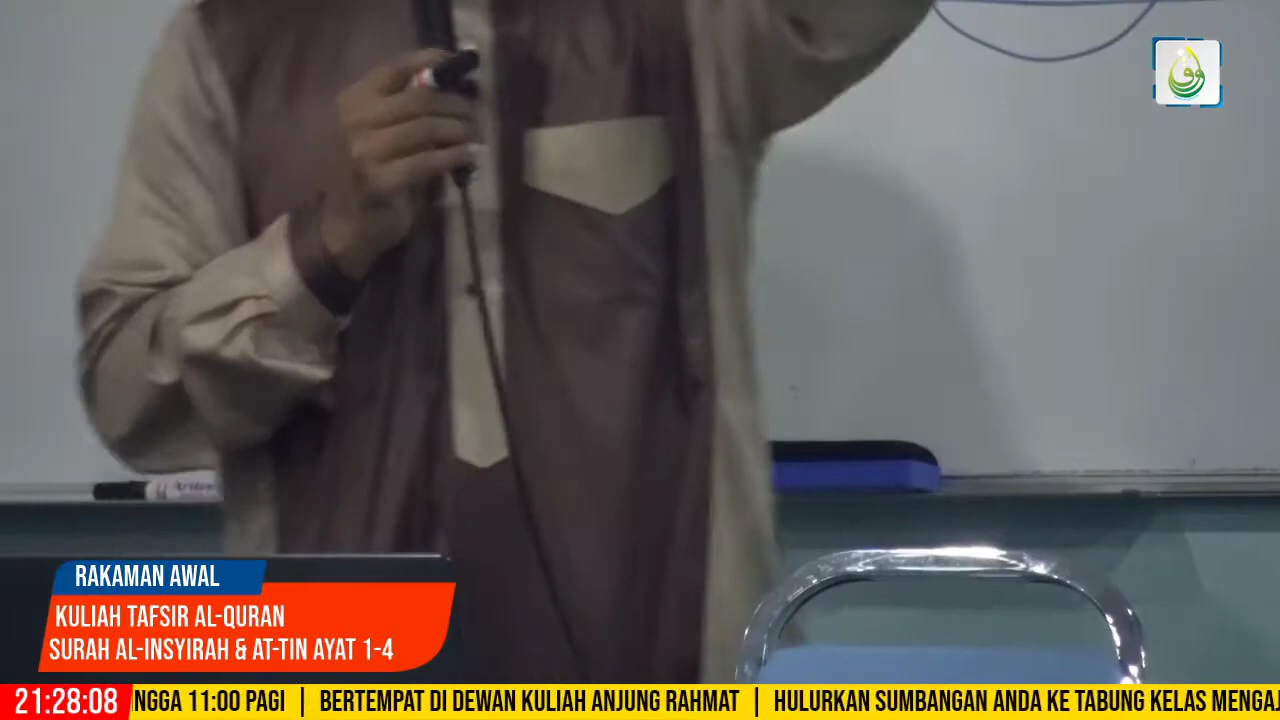 RAKAMAN AWAL
KULIAH TAFSIR AL-QURAN
SURAH AL-INSYIRAH & AT-TIN AYAT 1-4
21:28:08 NGGA 11:00 PAGI | BERTEMPAT DI DEWAN KULIAH ANJUNG RAHMAT | HULURKAN SUMBANGAN ANDA KE TABUNG KELAS MENGAJ